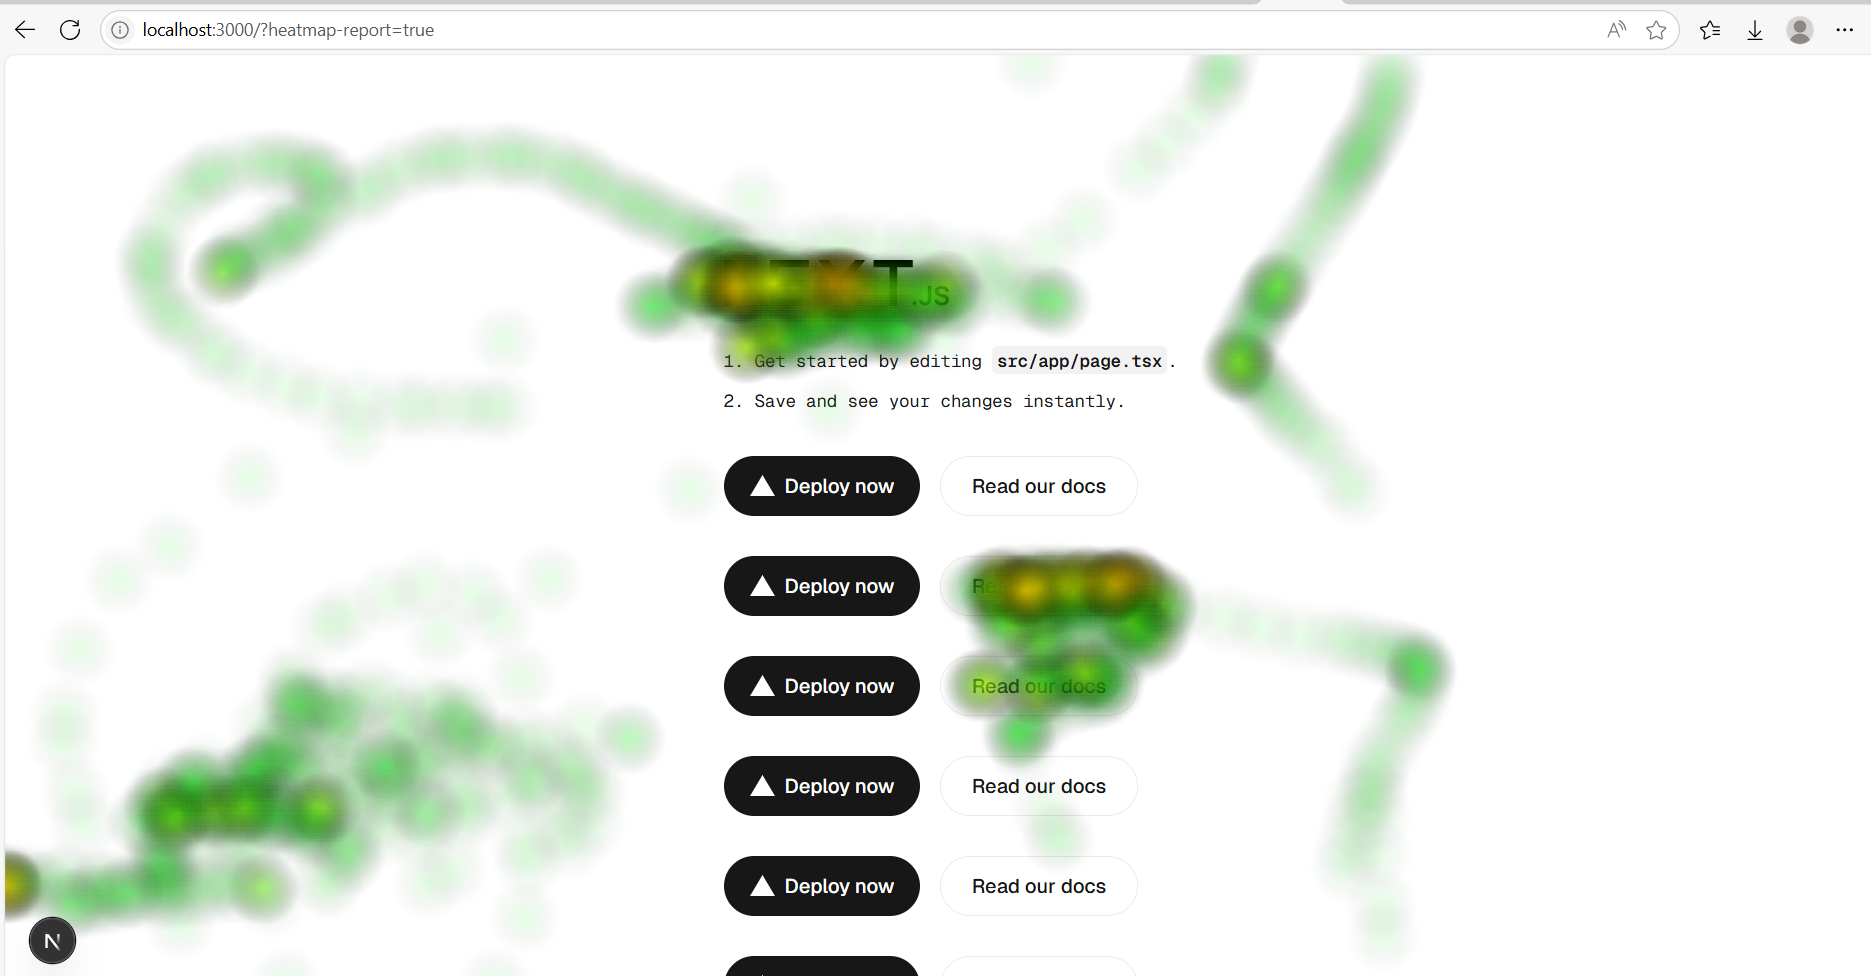 localhost:3000/?heatmap-report=true
.JS
1. Get started by editing src/app/page.tsx.
2. Save and see your changes instantly.
Deploy now Read our docs
Deploy now
Deploy now Read our docs
Deploy now Read our docs
Deploy now Read our docs
N